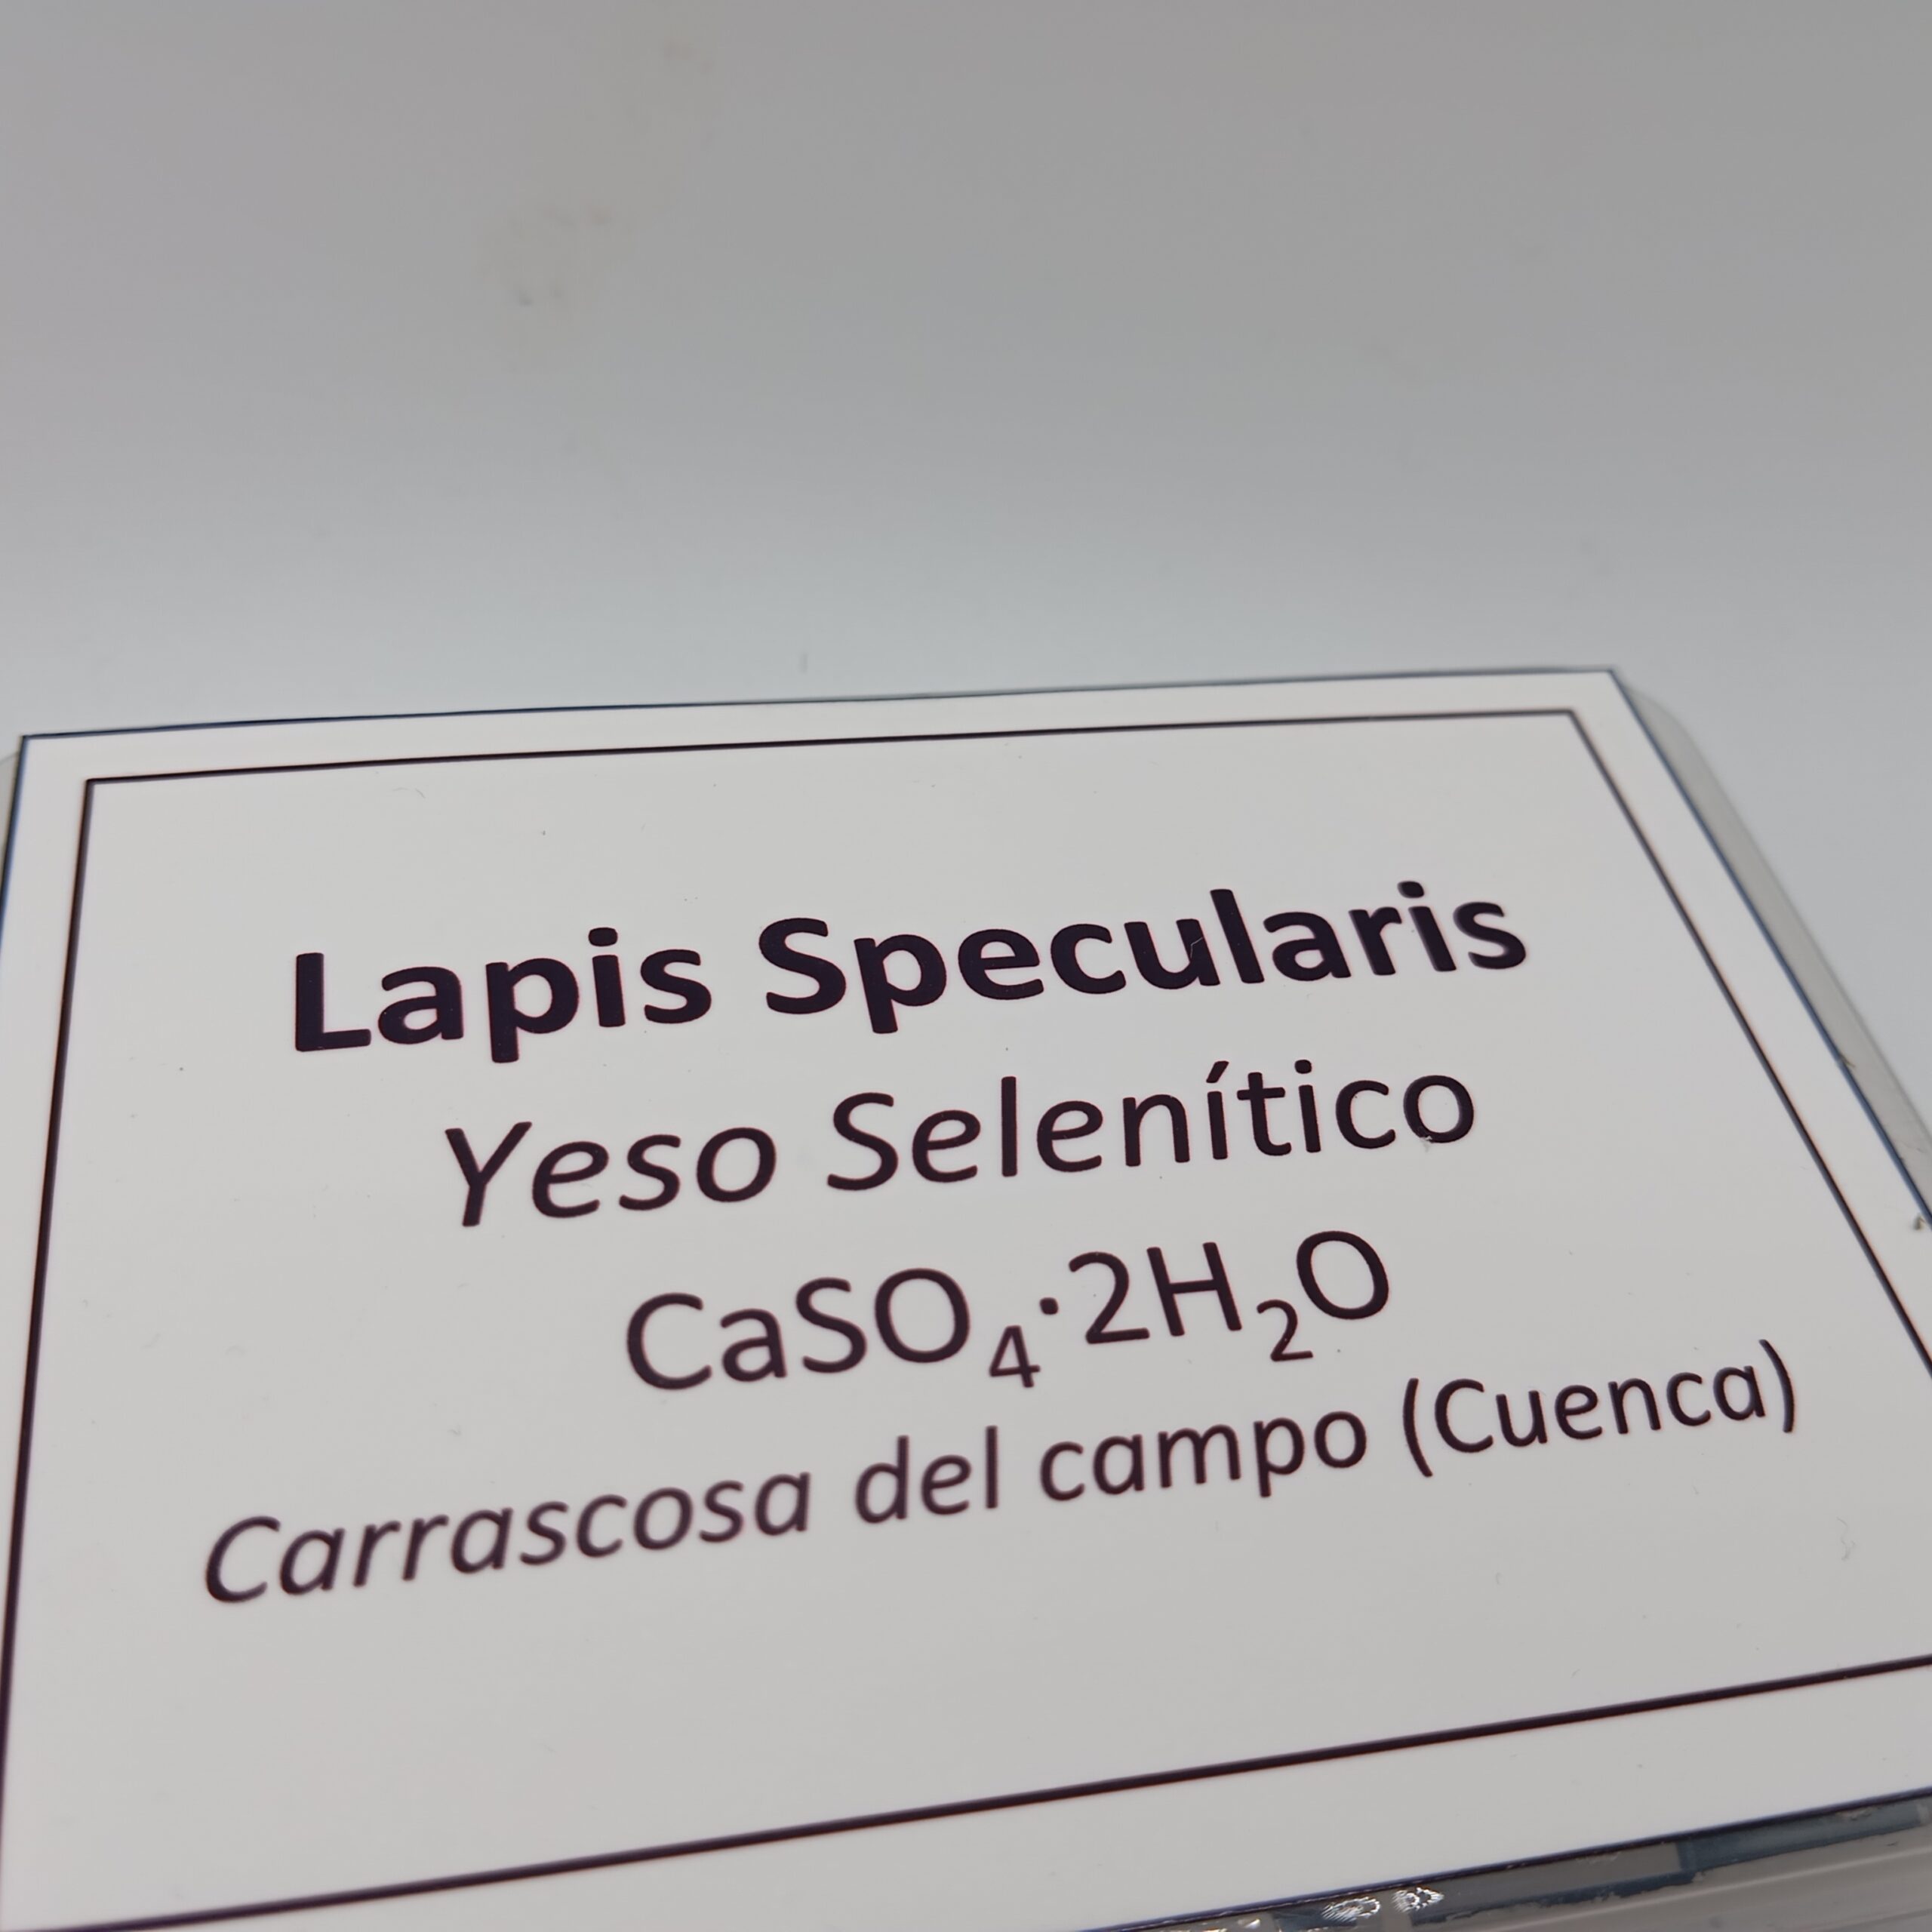 Lapis Specularis
Yeso Selenítico
CaSO₄·2H₂O
Carrascosa del campo (Cuenca)